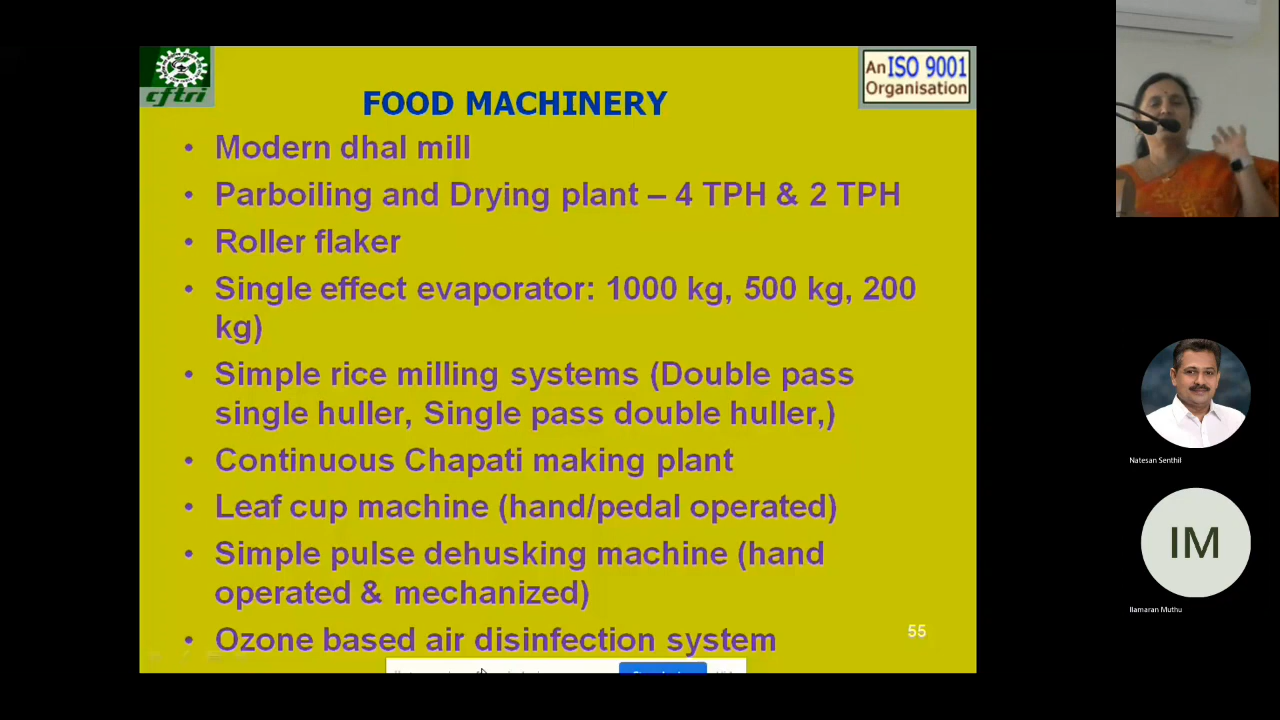 cftri
An ISO 9001
Organisation
FOOD MACHINERY
• Modern dhal mill
• Parboiling and Drying plant – 4 TPH & 2 TPH
• Roller flaker
• Single effect evaporator: 1000 kg, 500 kg, 200
kg)
• Simple rice milling systems (Double pass
single huller, Single pass double huller,)
• Continuous Chapati making plant
• Leaf cup machine (hand/pedal operated)
• Simple pulse dehusking machine (hand
operated & mechanized)
• Ozone based air disinfection system
55
Natesan Senthil
IM
Ilamaran Muthu